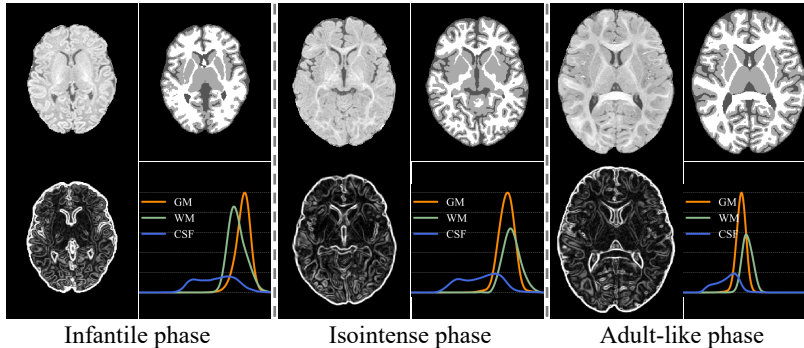 GM
WM
CSF
GM
WM
CSF
GM
WM
CSF
Infantile phase
Isointense phase
Adult-like phase